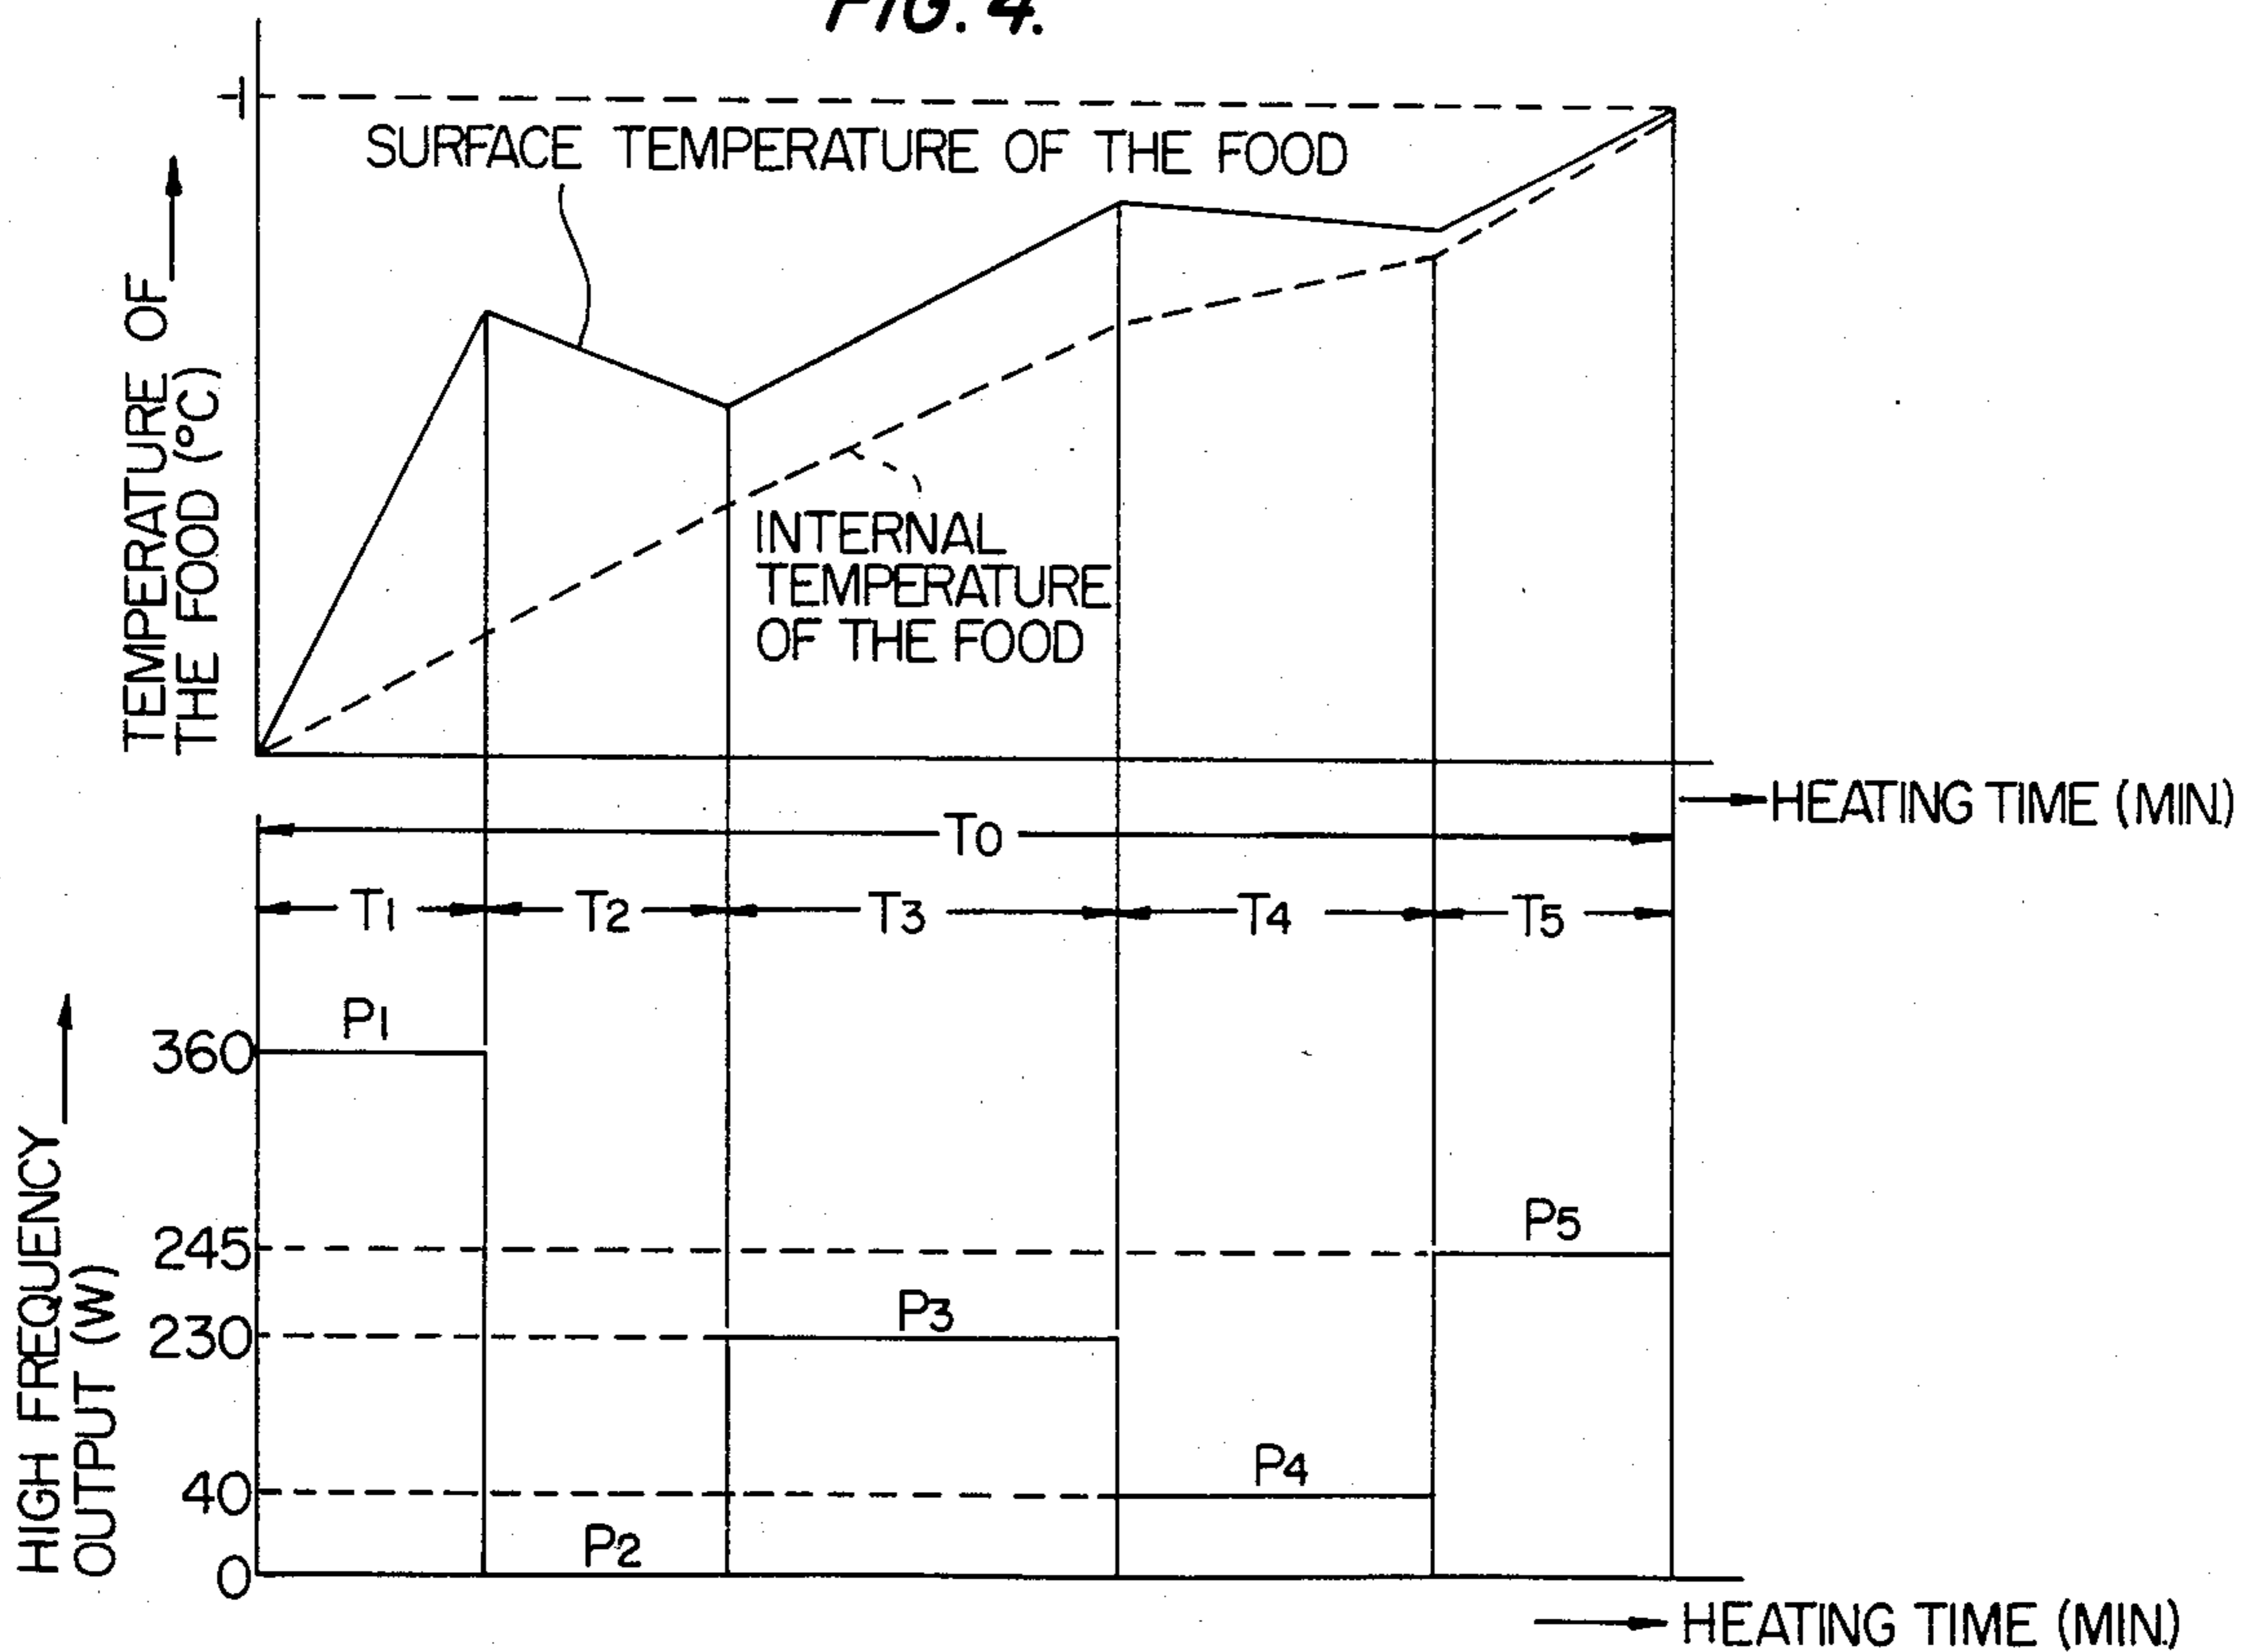 FIG. 4.
SURFACE TEMPERATURE OF THE FOOD
TEMPERATURE OF
THE FOOD (°C)
INTERNAL
TEMPERATURE
OF THE FOOD
HEATING TIME (MIN.)
T0
T1
T2
T3
T4
T5
HIGH FREQUENCY
OUTPUT (W)
360
245
230
40
0
P1
P5
P3
P4
P2
HEATING TIME (MIN.)